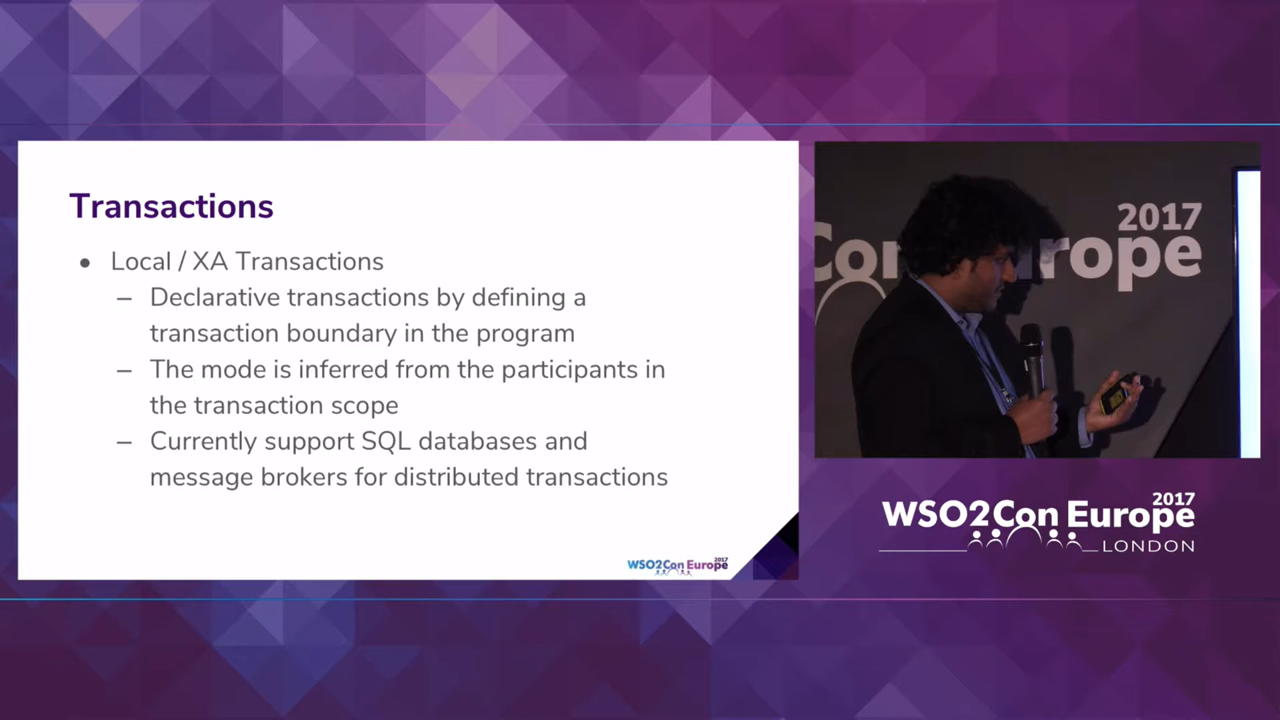 Transactions
● Local / XA Transactions
– Declarative transactions by defining a
transaction boundary in the program
– The mode is inferred from the participants in
the transaction scope
– Currently support SQL databases and
message brokers for distributed transactions
WSO2Con Europe 2017
2017
Con Europe
WSO2Con Europe 2017
LONDON